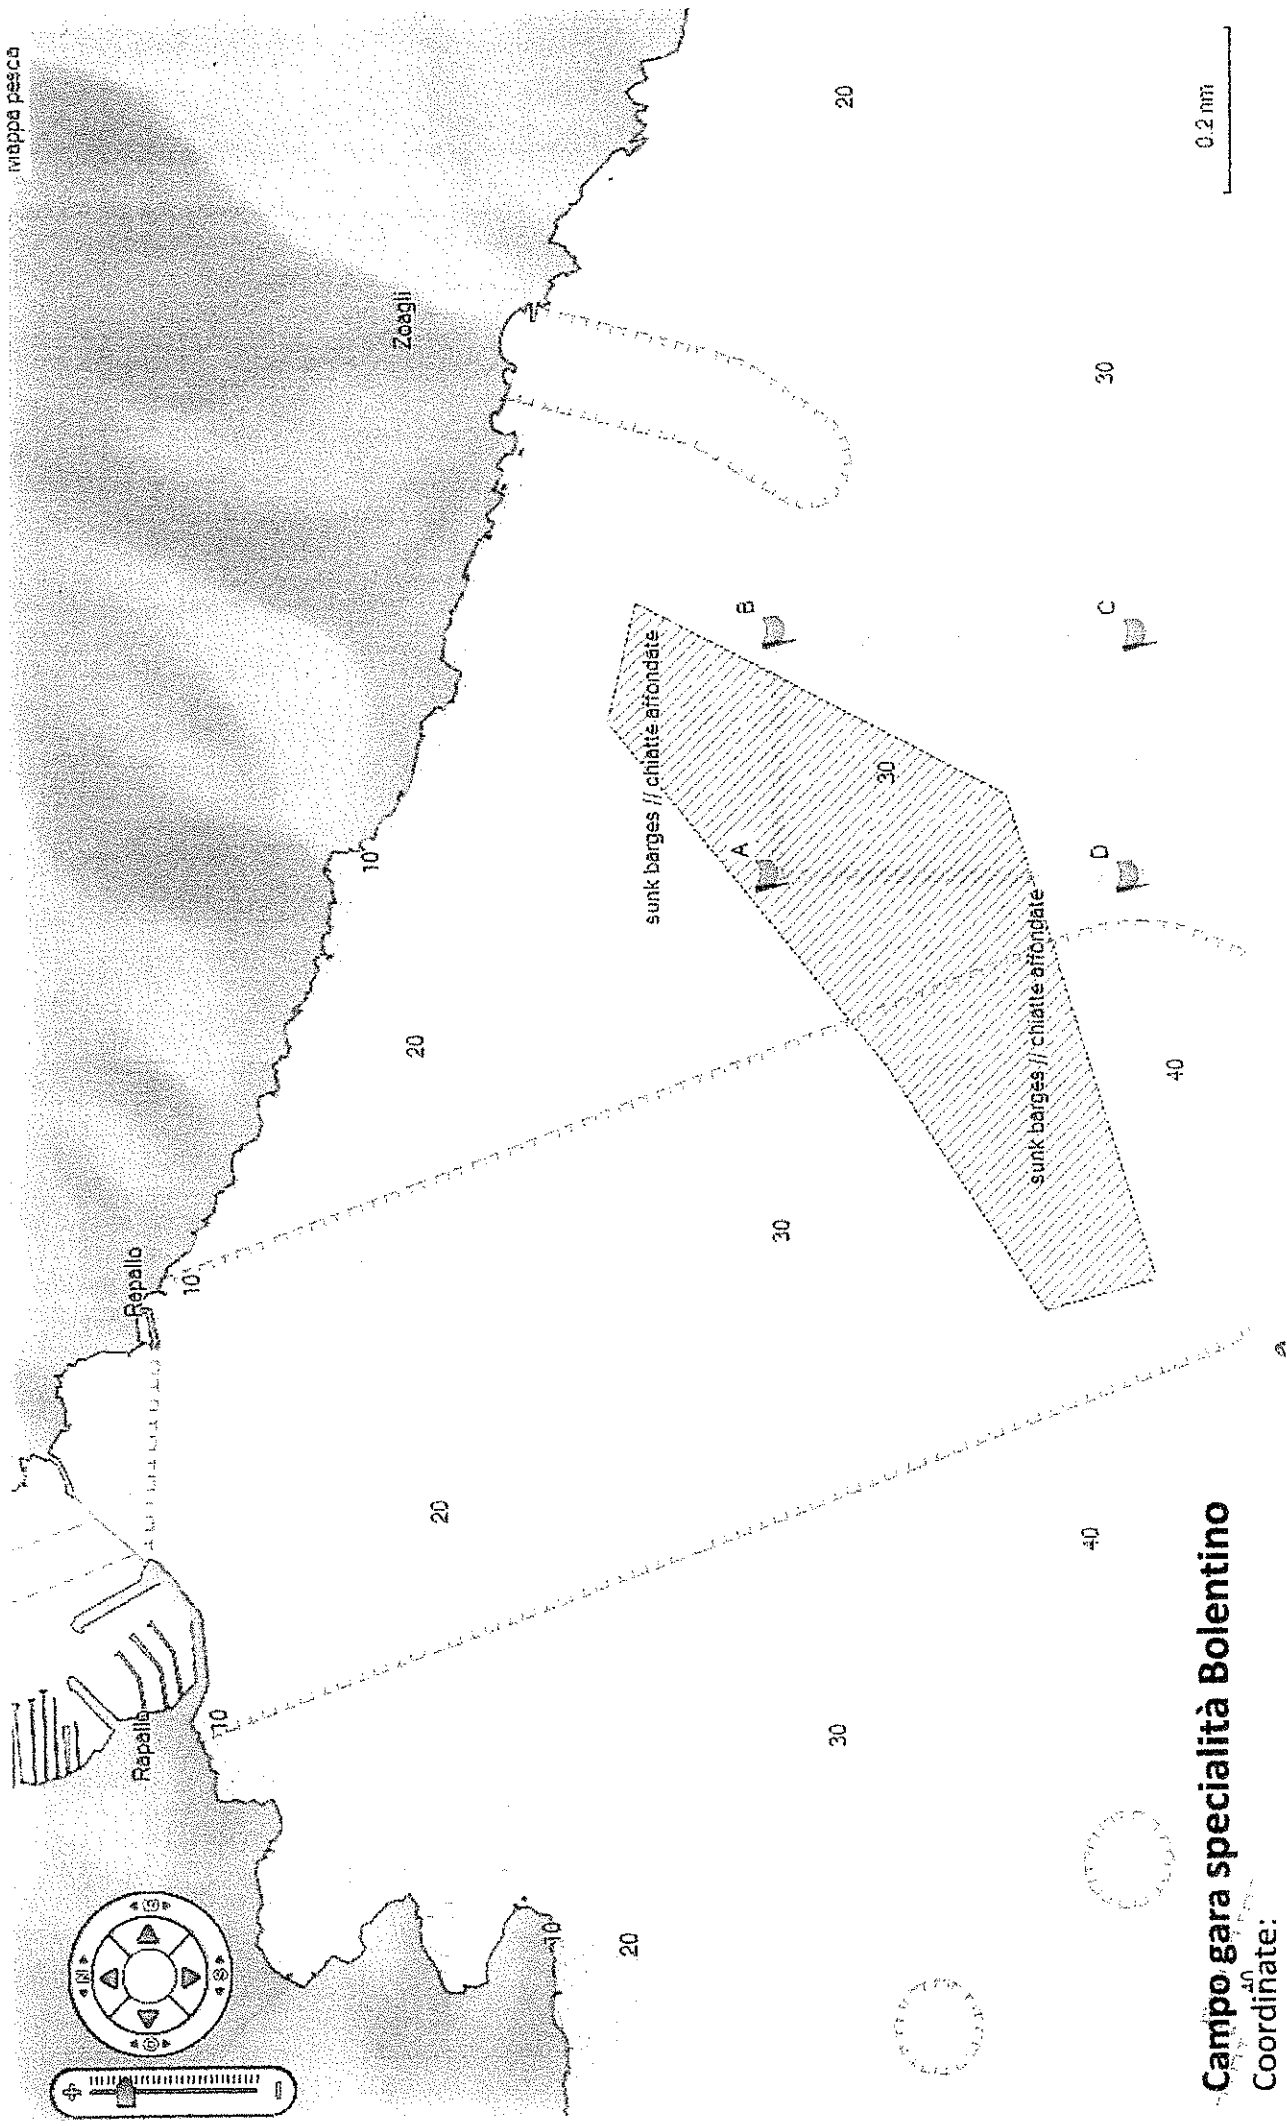 Mappa pesca
+
N
O
E
S
−
Rapallo
Rapallo
10
10
10
Zoagli
20
20
10
20
sunk barges // chiatte affondate
A
B
30
30
20
30
sunk barges // chiatte affondate
40
D
C
30
40
0.2 nm
Campo gara specialità Bolentino
40
Coordinate: